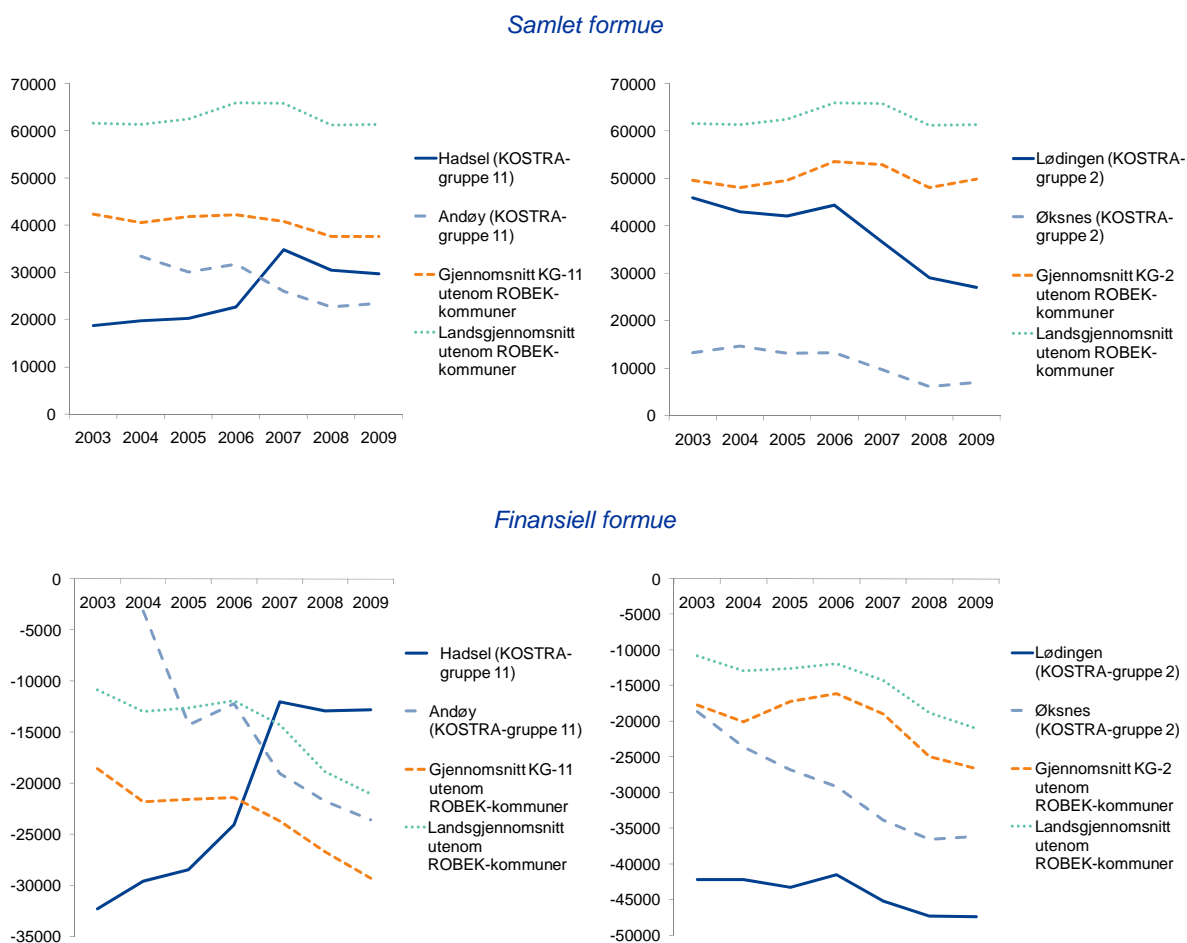 Samlet formue
70000
60000
50000
40000
30000
20000
10000
0
2003 2004 2005 2006 2007 2008 2009
Hadsel (KOSTRA-
gruppe 11)
Andøy (KOSTRA-
gruppe 11)
Gjennomsnitt KG-11
utenom ROBEK-
kommuner
Landsgjennomsnitt
utenom ROBEK-
kommuner
70000
60000
50000
40000
30000
20000
10000
0
2003 2004 2005 2006 2007 2008 2009
Lødingen (KOSTRA-
gruppe 2)
Øksnes (KOSTRA-
gruppe 2)
Gjennomsnitt KG-2
utenom ROBEK-
kommuner
Landsgjennomsnitt
utenom ROBEK-
kommuner
Finansiell formue
0
2003 2004 2005 2006 2007 2008 2009
-5000
-10000
-15000
-20000
-25000
-30000
-35000
Hadsel (KOSTRA-
gruppe 11)
Andøy
(KOSTRA-gruppe 11)
Gjennomsnitt KG-11
utenom
ROBEK-kommuner
Landsgjennomsnitt
utenom
ROBEK-kommuner
0
2003 2004 2005 2006 2007 2008 2009
-5000
-10000
-15000
-20000
-25000
-30000
-35000
-40000
-45000
-50000
Lødingen
(KOSTRA-gruppe 2)
Øksnes
(KOSTRA-gruppe 2)
Gjennomsnitt KG-2
utenom
ROBEK-kommuner
Landsgjennomsnitt
utenom
ROBEK-kommuner